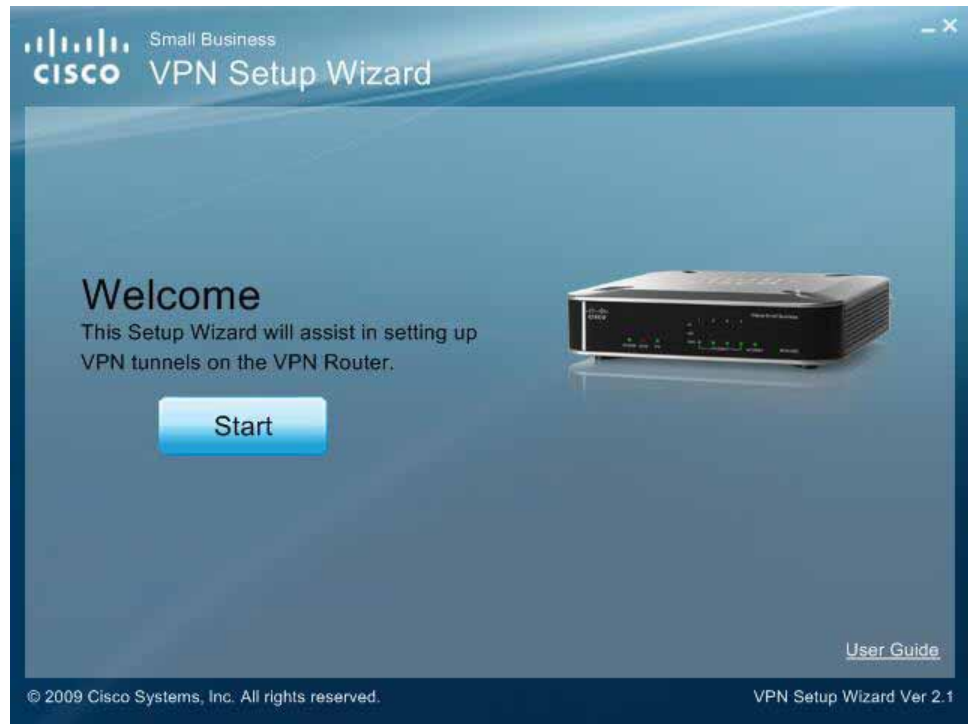 Small Business
CISCO VPN Setup Wizard
Welcome
This Setup Wizard will assist in setting up
VPN tunnels on the VPN Router.
Start
User Guide
© 2009 Cisco Systems, Inc. All rights reserved.
VPN Setup Wizard Ver 2.1